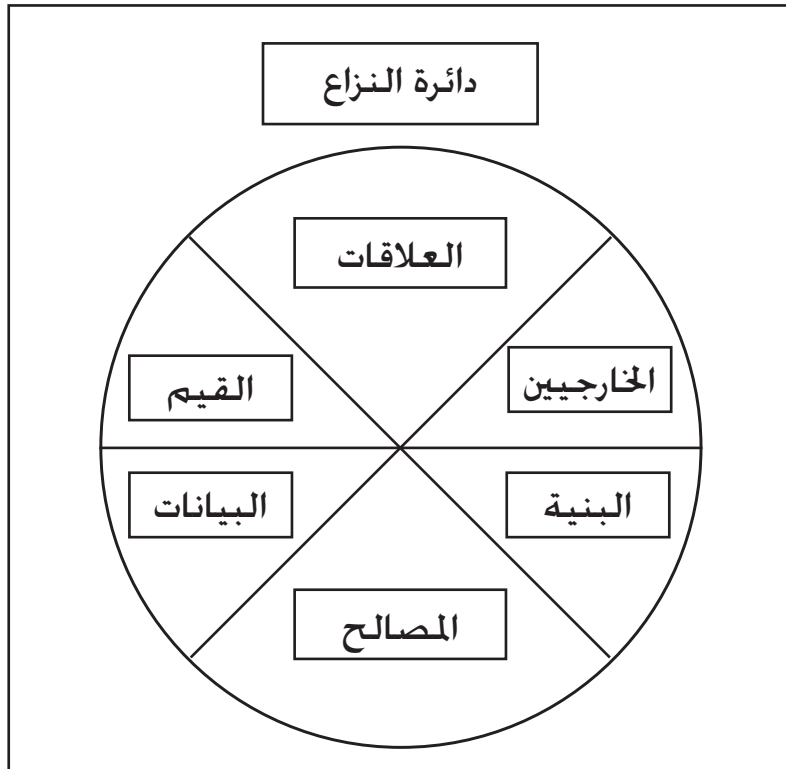 دائرة النزاع
العلاقات
الخارجيين
القيم
البنية
البيانات
المصالح